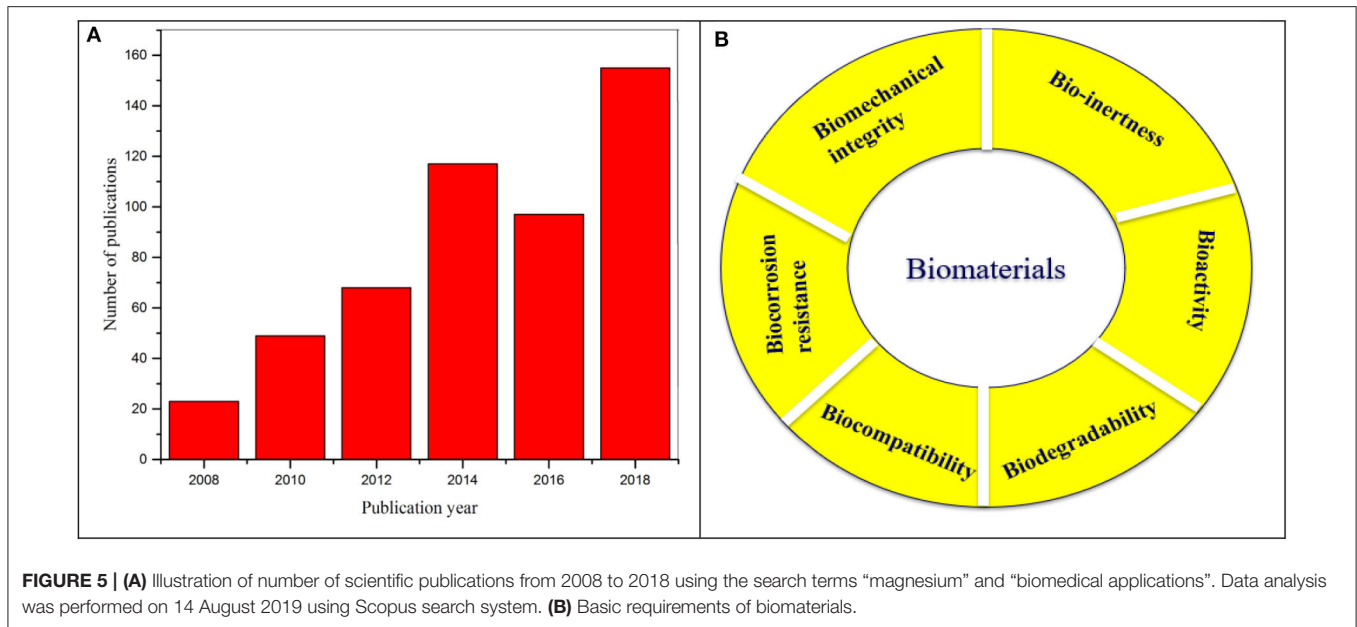 A
160
140
120
100
80
60
40
20
0
Number of publications
2008 2010 2012 2014 2016 2018
Publication year
B
Biomechanical
integrity
Bio-inertness
Bioactivity
Biodegradability
Biocompatibility
Biocorrosion
resistance
Biomaterials
FIGURE 5 | (A) Illustration of number of scientific publications from 2008 to 2018 using the search terms “magnesium” and “biomedical applications”. Data analysis
was performed on 14 August 2019 using Scopus search system. (B) Basic requirements of biomaterials.